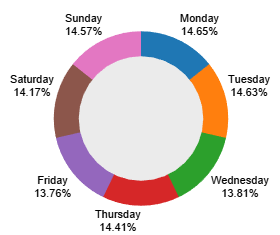 Sunday
14.57%
Monday
14.65%
Saturday
14.17%
Tuesday
14.63%
Friday
13.76%
Wednesday
13.81%
Thursday
14.41%